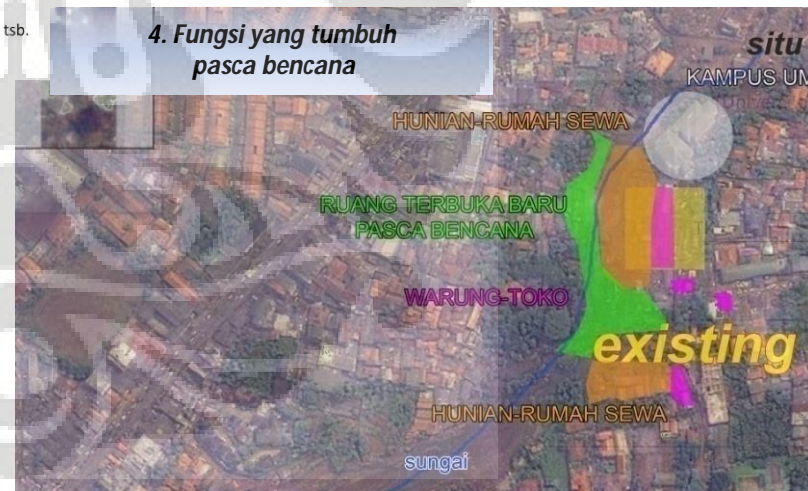 tsb.
4. Fungsi yang tumbuh
pasca bencana
situ
KAMPUS UM
HUNIAN-RUMAH SEWA
RUANG TERBUKA BARU
PASCA BENCANA
WARUNG-TOKO
existing
HUNIAN-RUMAH SEWA
sungai